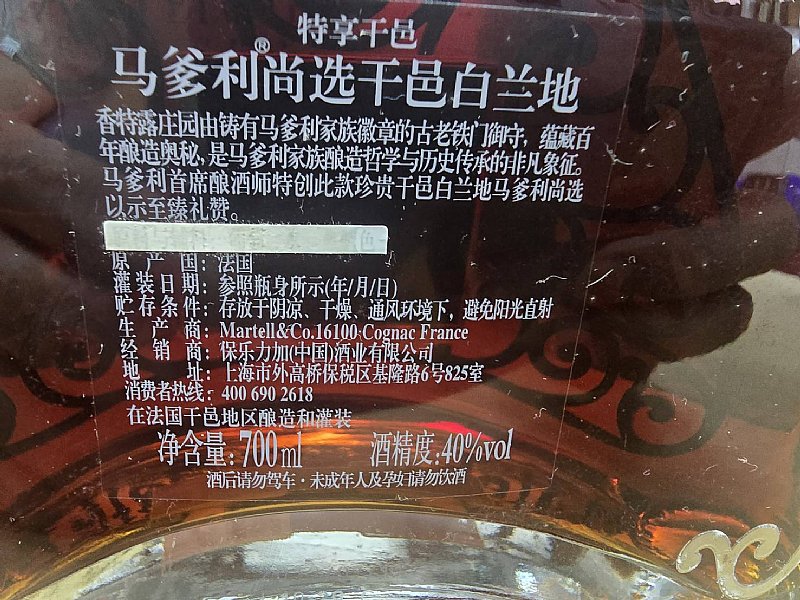 特享干邑
马爹利®尚选干邑白兰地
香特露庄园由铸有马爹利家族徽章的古老铁门御守，蕴藏百
年酿造奥秘，是马爹利家族酿造哲学与历史传承的非凡象征。
马爹利首席酿酒师特创此款珍贵干邑白兰地马爹利尚选
以示至臻礼赞。
原产国：法国
灌装日期：参照瓶身所示(年/月/日)
贮存条件：存放于阴凉、干燥、通风环境下，避免阳光直射
生产商：Martell&Co.16100 Cognac France
经销商：保乐力加(中国)酒业有限公司
地址：上海市外高桥保税区基隆路6号825室
消费者热线：400 690 2618
在法国干邑地区酿造和灌装
净含量：700ml 酒精度：40%vol
酒后请勿驾车·未成年人及孕妇请勿饮酒